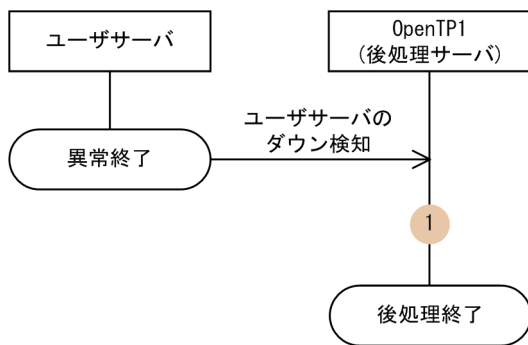 ユーザサーバ
OpenTP1
(後処理サーバ)
異常終了
ユーザサーバの
ダウン検知
1
後処理終了